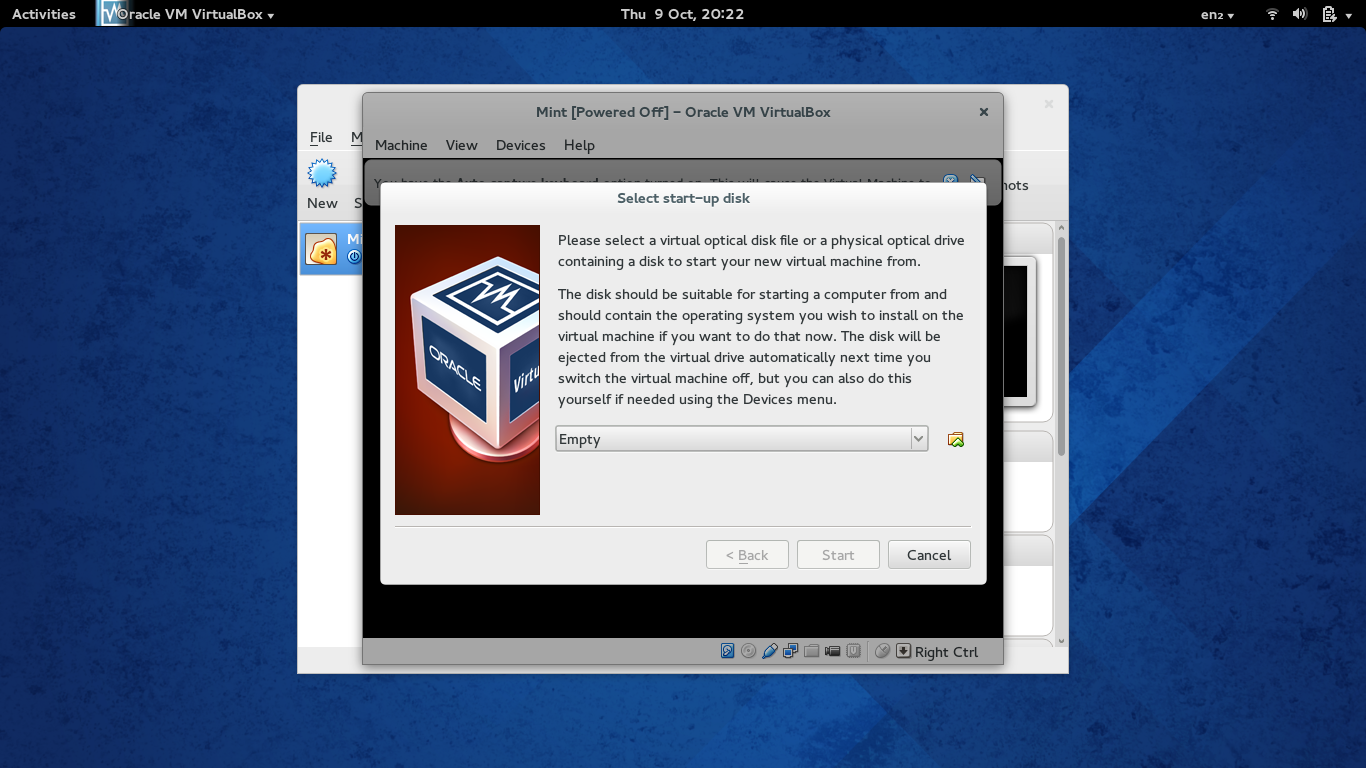 Activities
Oracle VM VirtualBox
Thu 9 Oct, 20:22
en₂
Mint [Powered Off] - Oracle VM VirtualBox
File
Machine View Devices Help
You have the Auto capture keyboard option turned on. This will cause the Virtual Machine to
New
Select start-up disk
Please select a virtual optical disk file or a physical optical drive
containing a disk to start your new virtual machine from.
The disk should be suitable for starting a computer from and
should contain the operating system you wish to install on the
virtual machine if you want to do that now. The disk will be
ejected from the virtual drive automatically next time you
switch the virtual machine off, but you can also do this
yourself if needed using the Devices menu.
ORACLE
Virtu
Empty
< Back Start Cancel
Right Ctrl